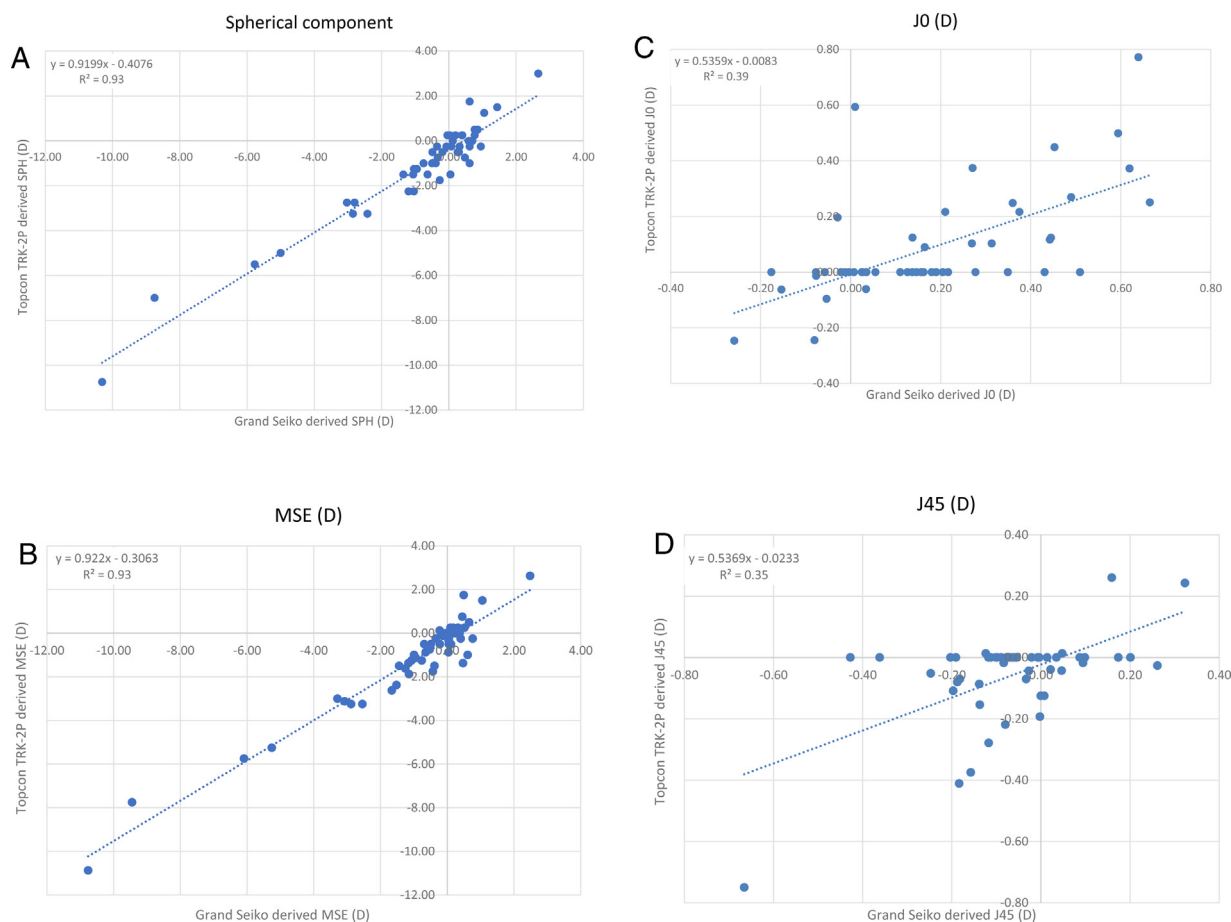 A
Spherical component
y = 0.9199x - 0.4076
R² = 0.93
4.00
2.00
0.00
-12.00 -10.00 -8.00 -6.00 -4.00 -2.00 0.00 2.00 4.00
-2.00
-4.00
-6.00
-8.00
-10.00
-12.00
Topcon TRK-2P derived SPH (D)
Grand Seiko derived SPH (D)
C
J0 (D)
y = 0.5359x - 0.0083
R² = 0.39
0.80
0.60
0.40
0.20
0.00
-0.40 -0.20 0.00 0.20 0.40 0.60 0.80
-0.20
-0.40
Topcon TRK-2P derived J0 (D)
Grand Seiko derived J0 (D)
B
MSE (D)
y = 0.922x - 0.3063
R² = 0.93
4.00
2.00
0.00
-12.00 -10.00 -8.00 -6.00 -4.00 -2.00 0.00 2.00 4.00
-2.00
-4.00
-6.00
-8.00
-10.00
-12.00
Topcon TRK-2P derived MSE (D)
Grand Seiko derived MSE (D)
D
J45 (D)
y = 0.5369x - 0.0233
R² = 0.35
0.40
0.20
0.00
-0.80 -0.60 -0.40 -0.20 0.00 0.20 0.40
-0.20
-0.40
-0.60
-0.80
Topcon TRK-2P derived J45 (D)
Grand Seiko derived J45 (D)